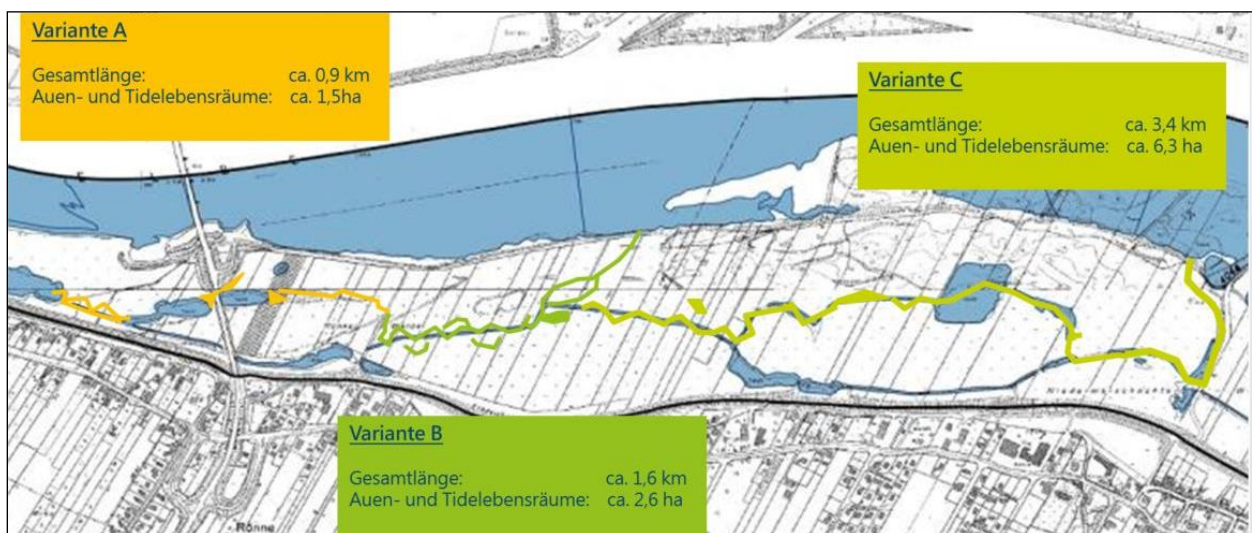 Variante A
Gesamtlänge: ca. 0,9 km
Auen- und Tidelebensräume: ca. 1,5ha
Variante C
Gesamtlänge: ca. 3,4 km
Auen- und Tidelebensräume: ca. 6,3 ha
Variante B
Gesamtlänge: ca. 1,6 km
Auen- und Tidelebensräume: ca. 2,6 ha
Rönne